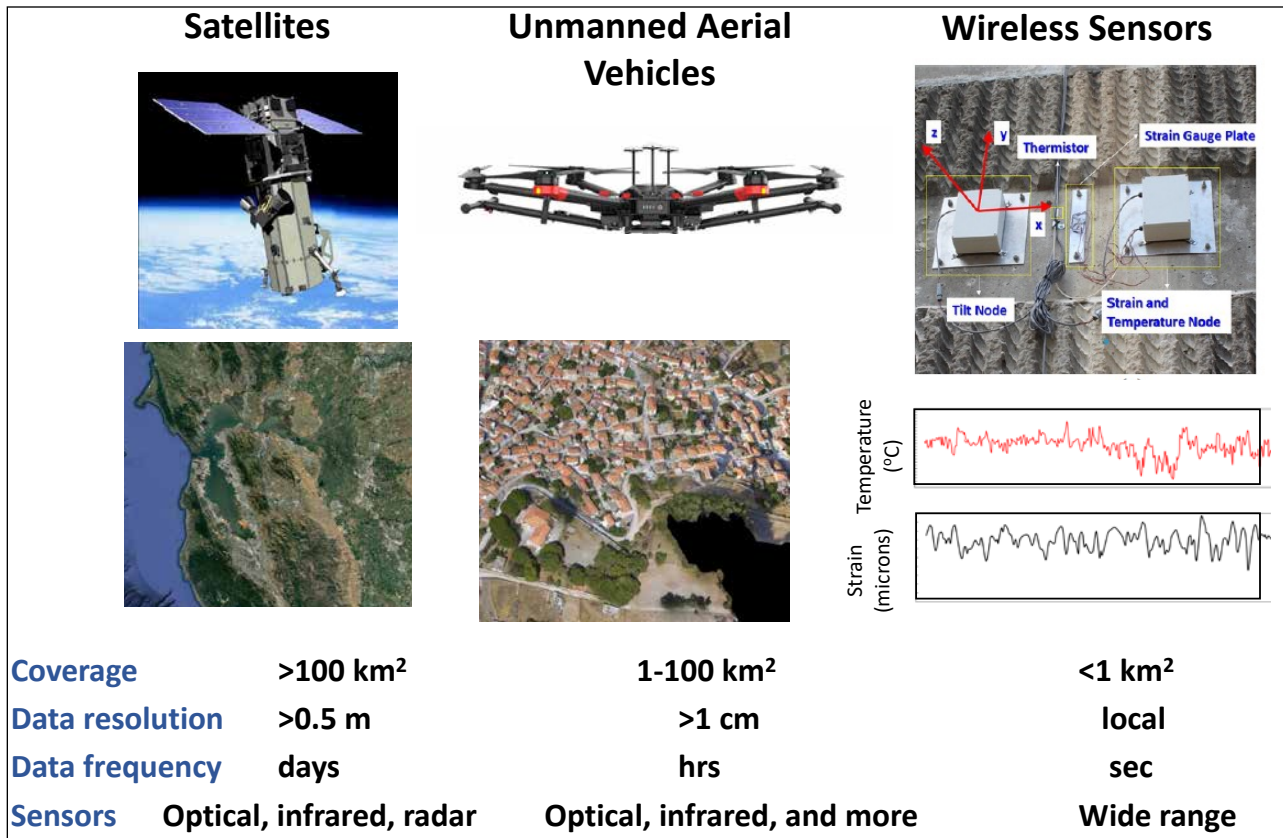 Satellites
Unmanned Aerial
Vehicles
Wireless Sensors
z
y
x
Thermistor
Strain Gauge Plate
Tilt Node
Strain and
Temperature Node
Temperature
(°C)
Strain
(microns)
Coverage >100 km² 1-100 km² <1 km²
Data resolution >0.5 m >1 cm local
Data frequency days hrs sec
Sensors Optical, infrared, radar Optical, infrared, and more Wide range